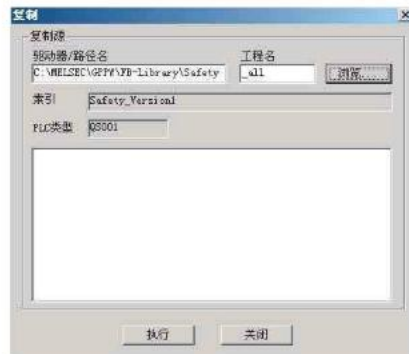 复制
复制源
驱动器/路径名 工程名
C:\MELSEC\GPPW\FB-Library\Safety _all 浏览...
索引 Safety_Version1
PLC类型 QS001
执行 关闭